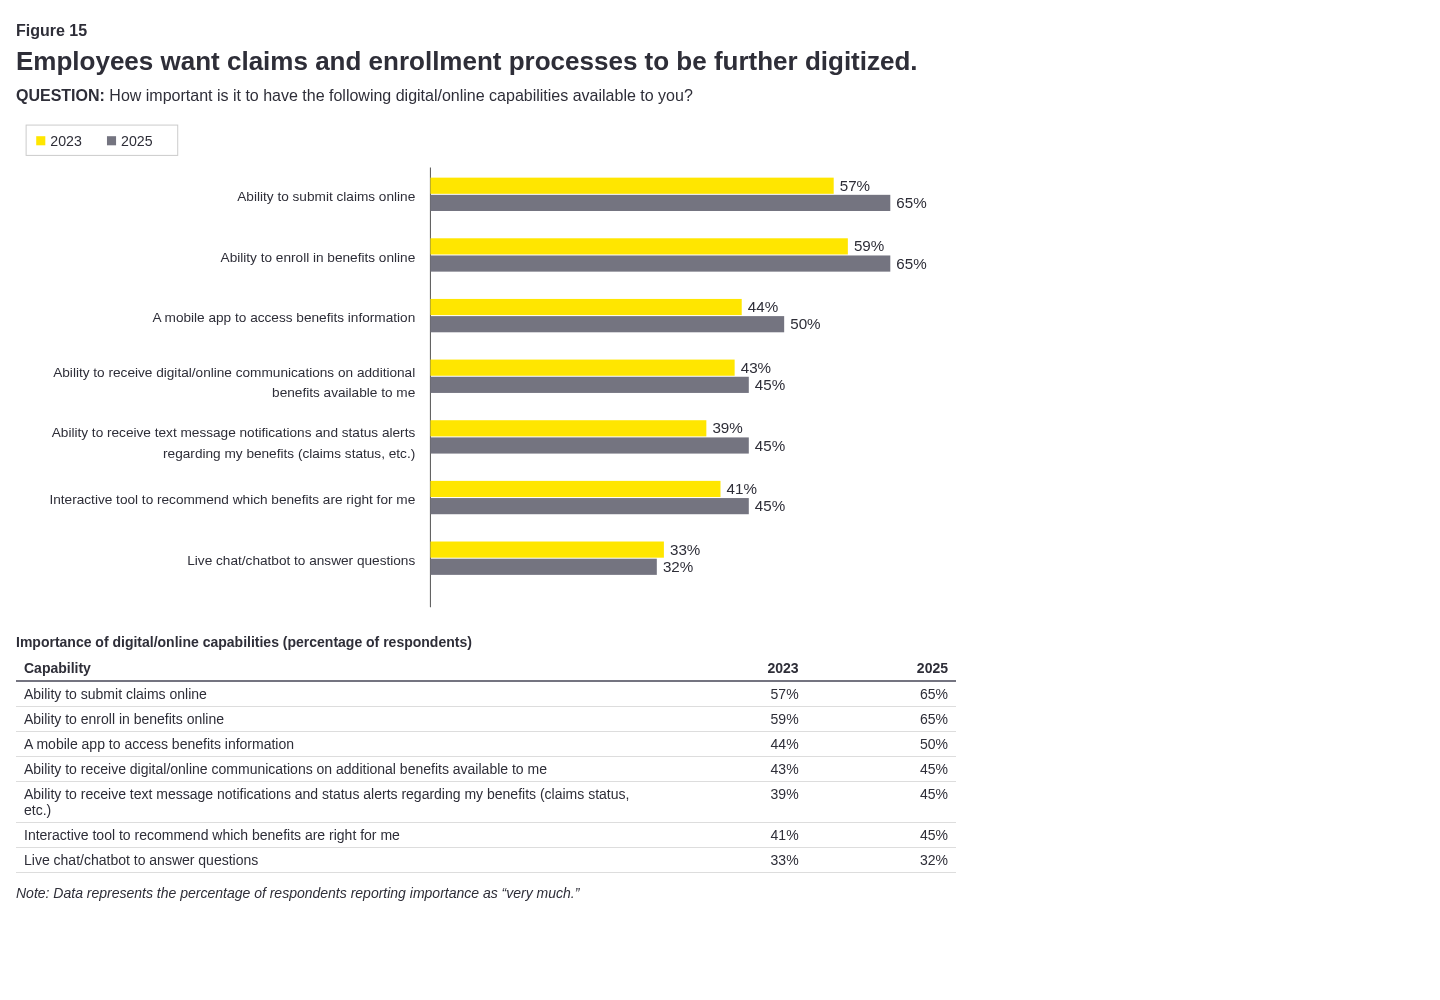 Figure 15
Employees want claims and enrollment processes to be further digitized.
QUESTION: How important is it to have the following digital/online capabilities available to you?
2023 2025
Ability to submit claims online 57%
65%
Ability to enroll in benefits online 59%
65%
A mobile app to access benefits information 44%
50%
Ability to receive digital/online communications on additional 43%
benefits available to me 45%
Ability to receive text message notifications and status alerts 39%
regarding my benefits (claims status, etc.) 45%
Interactive tool to recommend which benefits are right for me 41%
45%
Live chat/chatbot to answer questions 33%
32%
Importance of digital/online capabilities (percentage of respondents)
Capability 2023 2025
Ability to submit claims online 57% 65%
Ability to enroll in benefits online 59% 65%
A mobile app to access benefits information 44% 50%
Ability to receive digital/online communications on additional benefits available to me 43% 45%
Ability to receive text message notifications and status alerts regarding my benefits (claims status, 39% 45%
etc.)
Interactive tool to recommend which benefits are right for me 41% 45%
Live chat/chatbot to answer questions 33% 32%
Note: Data represents the percentage of respondents reporting importance as “very much.”